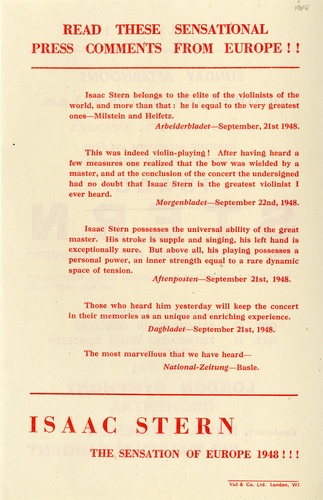 1948
READ THESE SENSATIONAL
PRESS COMMENTS FROM EUROPE ! !
Isaac Stern belongs to the elite of the violinists of the
world, and more than that : he is equal to the very greatest
ones—Milstein and Heifetz.
Arbeiderbladet—September, 21st 1948.
This was indeed violin-playing ! After having heard a
few measures one realized that the bow was wielded by a
master, and at the conclusion of the concert the undersigned
had no doubt that Isaac Stern is the greatest violinist I
ever heard.
Morgenbladet—September 22nd, 1948.
Isaac Stern possesses the universal ability of the great
master. His stroke is supple and singing, his left hand is
exceptionally sure. But above all, his playing possesses a
personal power, an inner strength equal to a rare dynamic
space of tension.
Aftenposten—September 21st, 1948.
Those who heard him yesterday will keep the concert
in their memories as an unique and enriching experience.
Dagbladet—September 21st, 1948.
The most marvellous that we have heard—
National-Zeitung—Basle.
ISAAC STERN
THE SENSATION OF EUROPE 1948 ! ! !
Vail & Co. Ltd. London, W1